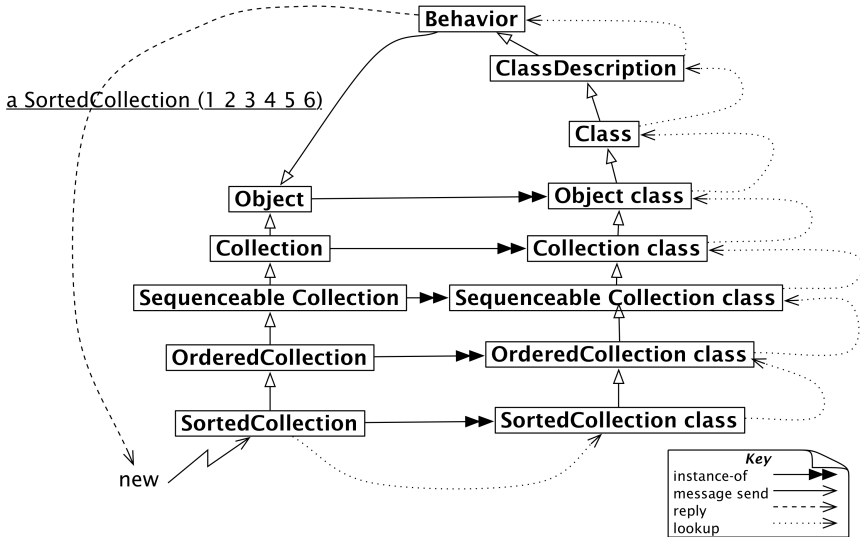 Behavior
ClassDescription
a SortedCollection (1 2 3 4 5 6)
Class
Object
Object class
Collection
Collection class
Sequenceable Collection
Sequenceable Collection class
OrderedCollection
OrderedCollection class
SortedCollection
SortedCollection class
new
Key
instance-of
message send
reply
lookup